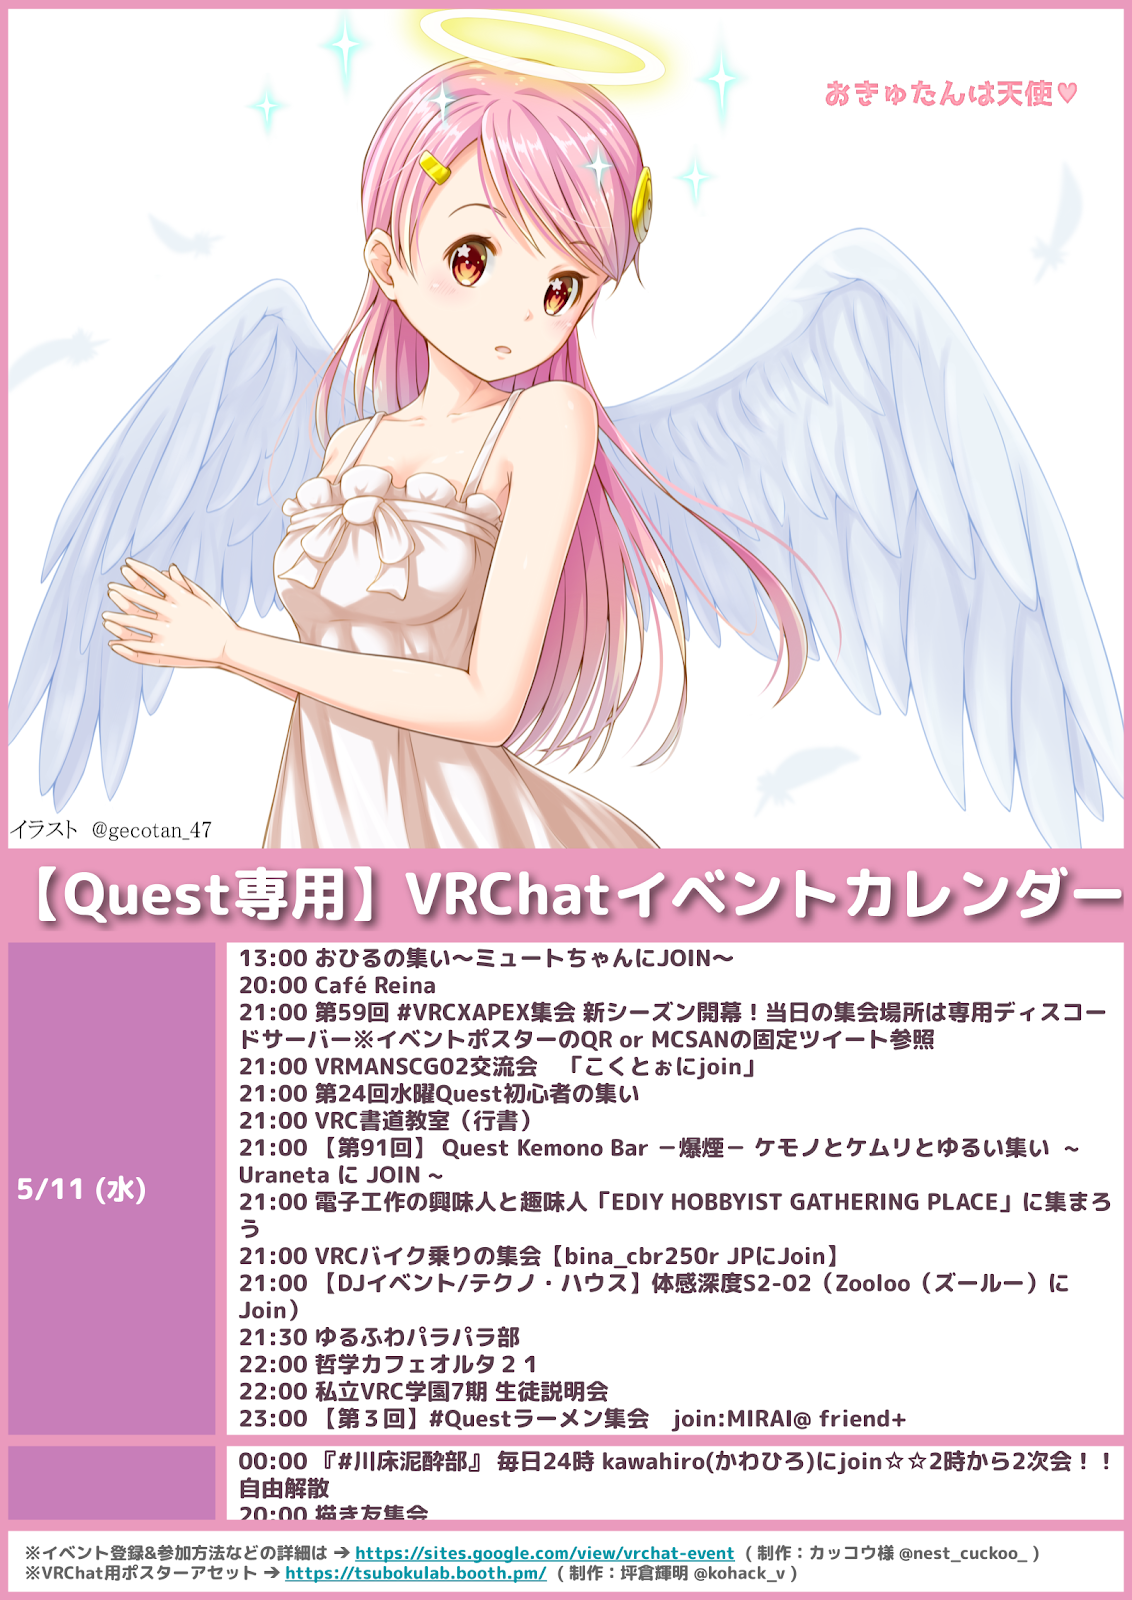 おきゅたんは天使♥
イラスト @gecotan_47
【Quest専用】VRChatイベントカレンダー
5/11 (水)
13:00 おひるの集い～ミュートちゃんにJOIN～
20:00 Café Reina
21:00 第59回 #VRCXAPEX集会 新シーズン開幕！当日の集会場所は専用ディスコー
ドサーバー※イベントポスターのQR or MCSANの固定ツイート参照
21:00 VRMANSCG02交流会　「こくとぉにjoin」
21:00 第24回水曜Quest初心者の集い
21:00 VRC書道教室（行書）
21:00 【第91回】 Quest Kemono Bar －爆煙－ ケモノとケムリとゆるい集い ~
Uraneta に JOIN ~
21:00 電子工作の興味人と趣味人「EDIY HOBBYIST GATHERING PLACE」に集まろ
う
21:00 VRCバイク乗りの集会【bina_cbr250r JPにJoin】
21:00 【DJイベント/テクノ・ハウス】体感深度S2-02（Zooloo（ズールー）に
Join）
21:30 ゆるふわパラパラ部
22:00 哲学カフェオルタ２１
22:00 私立VRC学園7期 生徒説明会
23:00 【第３回】#Questラーメン集会　join:MIRAI@ friend+
00:00 『#川床泥酔部』 毎日24時 kawahiro(かわひろ)にjoin☆☆2時から2次会！！
自由解散
20:00 描き友集会
※イベント登録&参加方法などの詳細は ➔ https://sites.google.com/view/vrchat-event ( 制作：カッコウ様 @nest_cuckoo_ )
※VRChat用ポスターアセット ➔ https://tsubokulab.booth.pm/ ( 制作：坪倉輝明 @kohack_v )